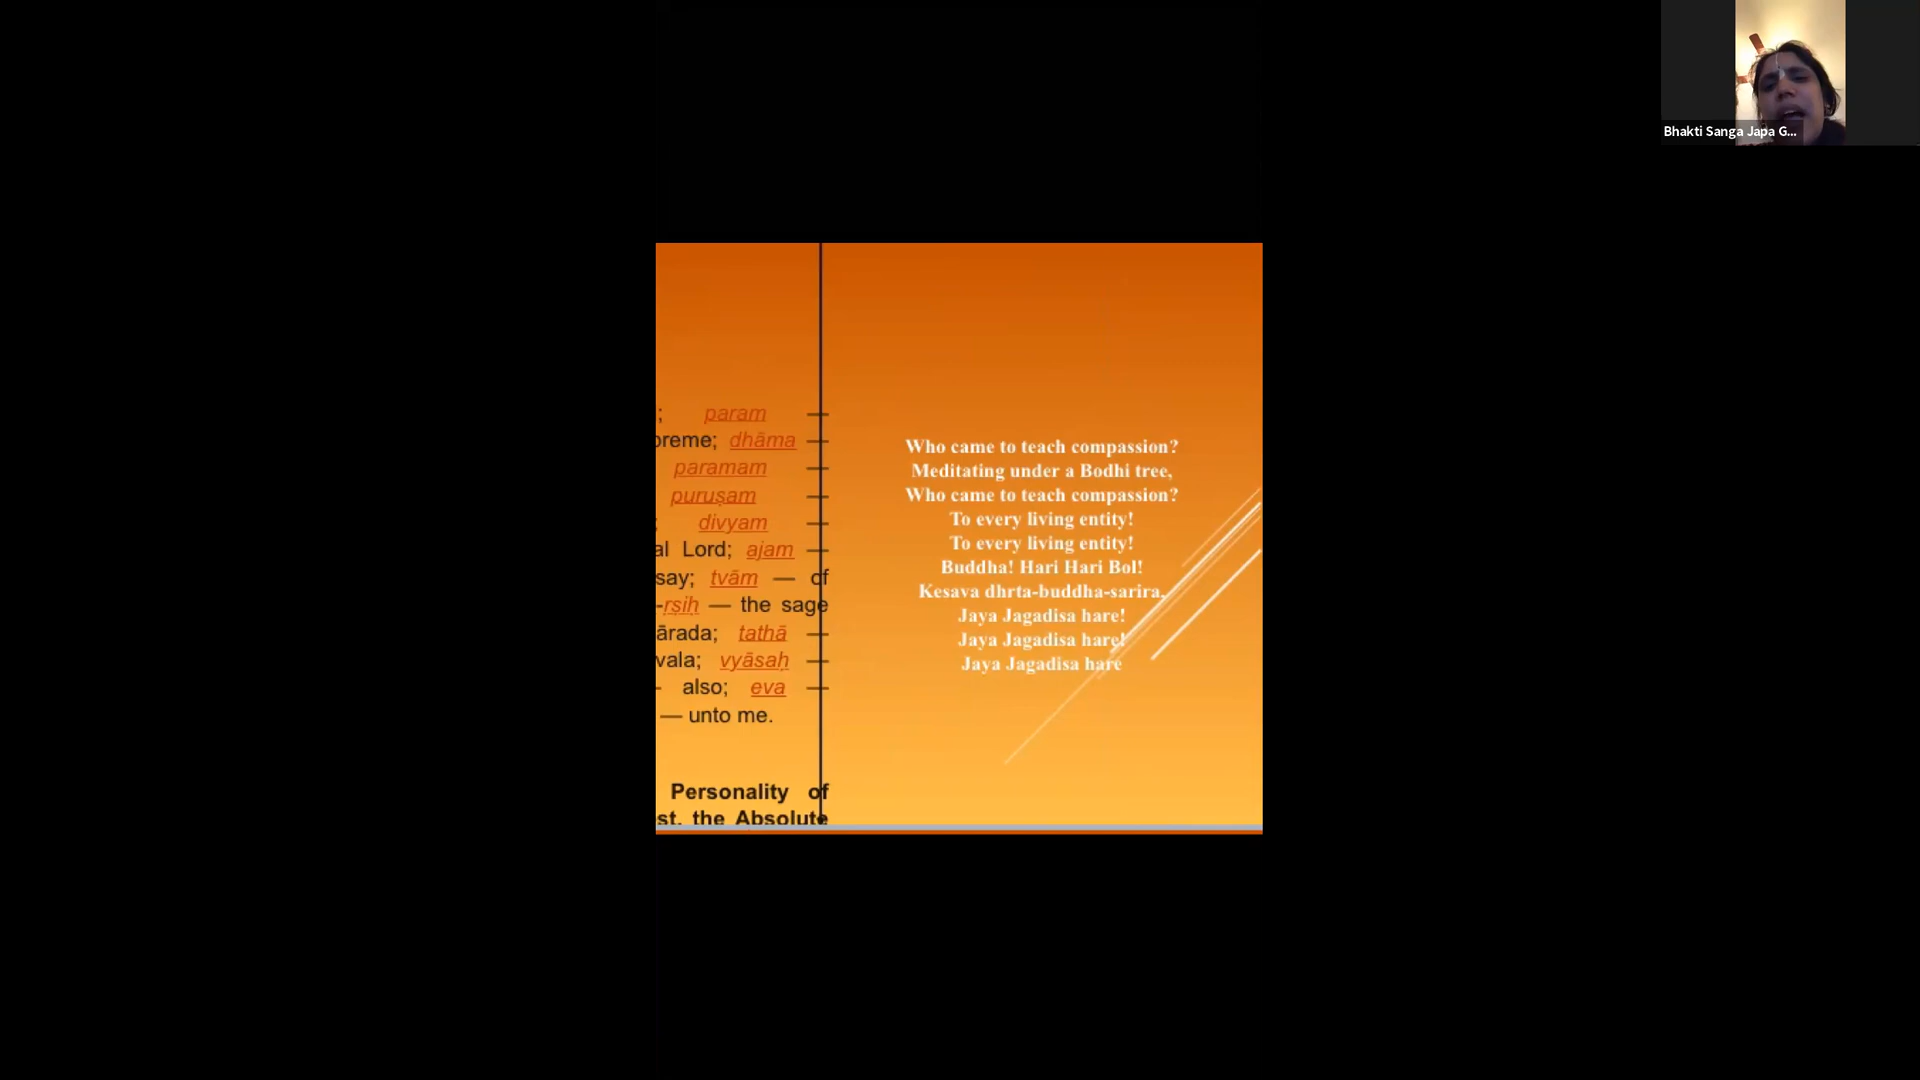 ; param —
preme; dhāma —
paramam —
puruṣam —
; divyam —
al Lord; ajam —
say; tvām — of
-ṛṣiḥ — the sage
ārada; tathā —
vala; vyāsaḥ —
- also; eva —
— unto me.
Personality of
st, the Absolute
Who came to teach compassion?
Meditating under a Bodhi tree,
Who came to teach compassion?
To every living entity!
To every living entity!
Buddha! Hari Hari Bol!
Kesava dhrta-buddha-sarira,
Jaya Jagadisa hare!
Jaya Jagadisa hare!
Jaya Jagadisa hare
Bhakti Sanga Japa G...